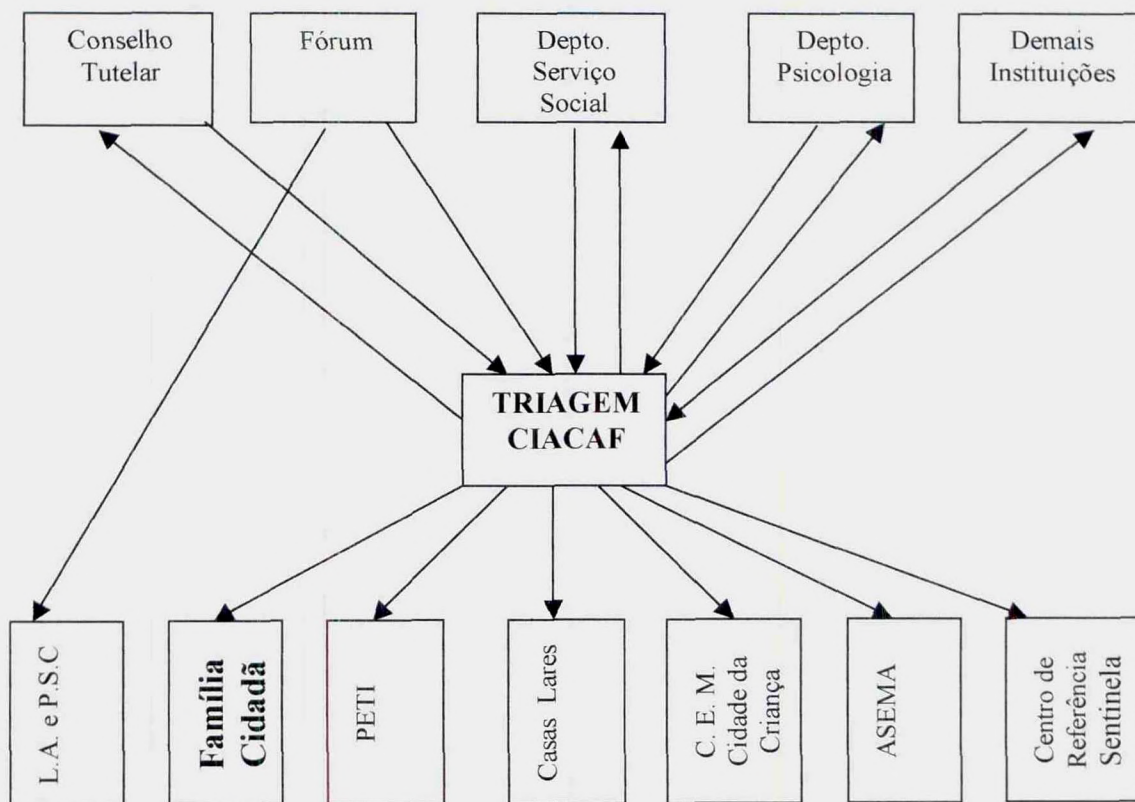 Conselho
Tutelar
Fórum
Depto.
Serviço
Social
Depto.
Psicologia
Demais
Instituições
TRIAGEM
CIACAF
L.A. e P.S.C
Família
Cidadã
PETI
Casas Lares
C. E. M.
Cidade da
Criança
ASEMA
Centro de
Referência
Sentinela